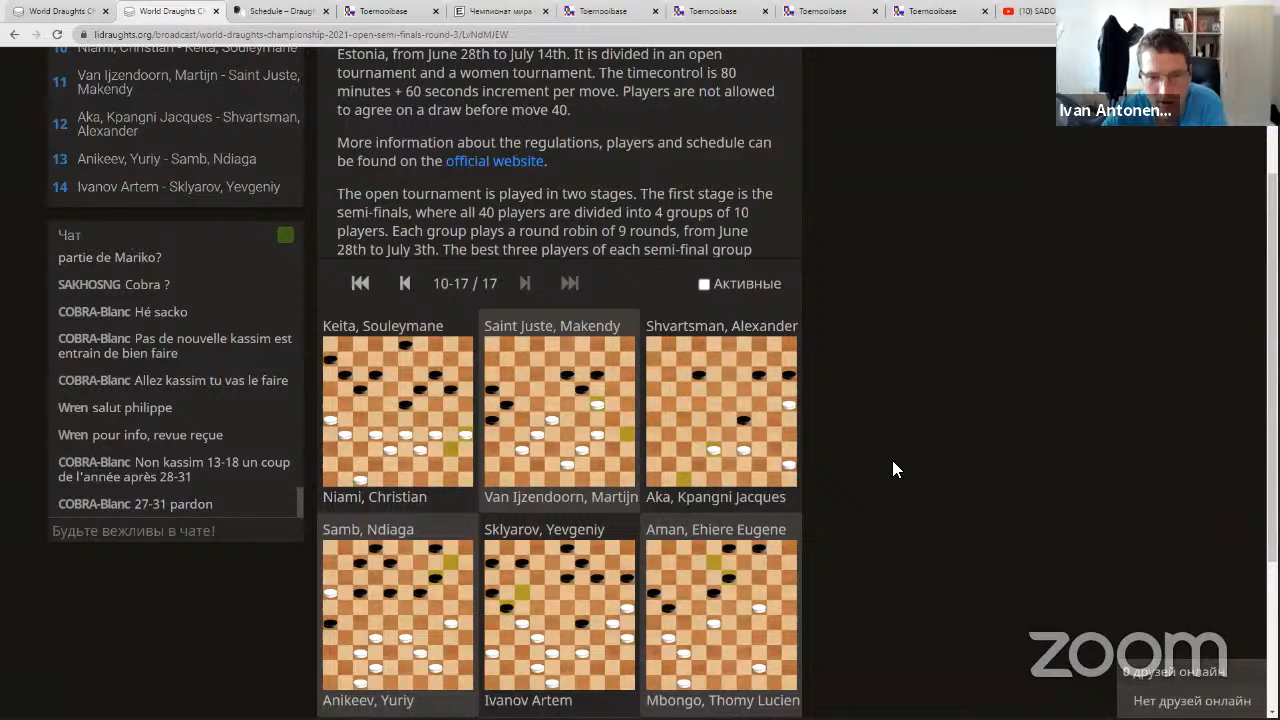 World Draughts Ch
World Draughts Ch
Schedule – Draugh
Toernooibase
Чемпионат мира
Toernooibase
Toernooibase
Toernooibase
Toernooibase
(10) SADO
lidraughts.org/broadcast/world-draughts-championship-2021-open-semi-finals-round-3/
10 Niami, Christian - Keita, Souleymane
11 Van Ijzendoorn, Martijn - Saint Juste, Makendy
12 Aka, Kpangni Jacques - Shvartsman, Alexander
13 Anikeev, Yuriy - Samb, Ndiaga
14 Ivanov Artem - Sklyarov, Yevgeniy
Чат
partie de Mariko?
SAKHOSNG Cobra ?
COBRA-Blanc Hé sacko
COBRA-Blanc Pas de nouvelle kassim est
entrain de bien faire
COBRA-Blanc Allez kassim tu vas le faire
Wren salut philippe
Wren pour info, revue reçue
COBRA-Blanc Non kassim 13-18 un coup
de l'année après 28-31
COBRA-Blanc 27-31 pardon
Будьте вежливы в чате!
Estonia, from June 28th to July 14th. It is divided in an open
tournament and a women tournament. The timecontrol is 80
minutes + 60 seconds increment per move. Players are not allowed
to agree on a draw before move 40.
More information about the regulations, players and schedule can
be found on the official website.
The open tournament is played in two stages. The first stage is the
semi-finals, where all 40 players are divided into 4 groups of 10
players. Each group plays a round robin of 9 rounds, from June
28th to July 3th. The best three players of each semi-final group
10-17 / 17
Активные
Keita, Souleymane
Saint Juste, Makendy
Shvartsman, Alexander
Niami, Christian
Van Ijzendoorn, Martijn
Aka, Kpangni Jacques
Samb, Ndiaga
Sklyarov, Yevgeniy
Aman, Ehiere Eugene
Anikeev, Yuriy
Ivanov Artem
Mbongo, Thomy Lucien
Ivan Antonen...
zoom
0 друзей онлайн
Нет друзей онлайн